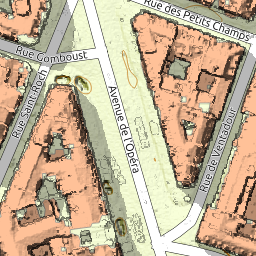 Rue des Petits Champs
Rue Gomboust
Rue Saint-Roch
Avenue de l'Opéra
Rue de Ventadour